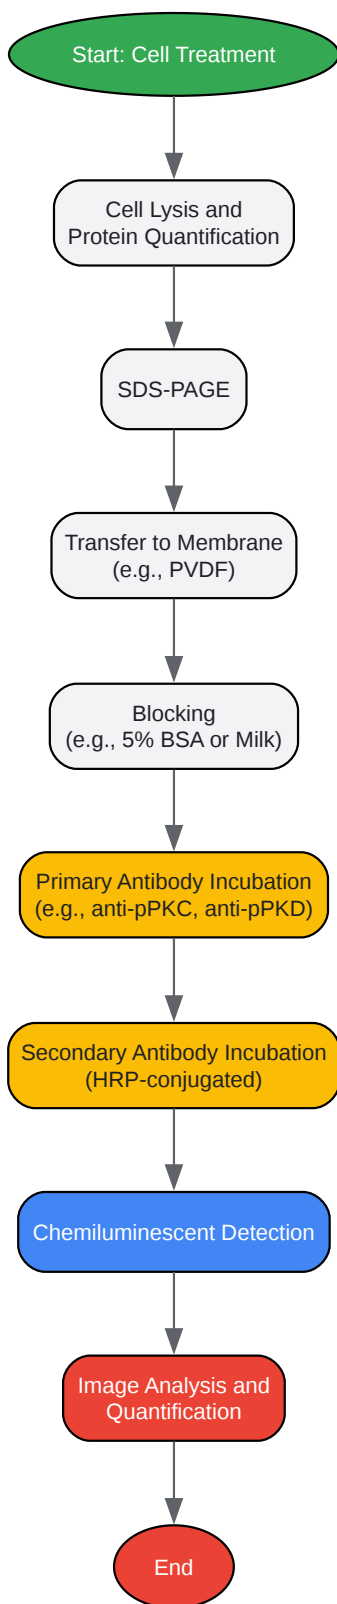 Start: Cell Treatment
Cell Lysis and
Protein Quantification
SDS-PAGE
Transfer to Membrane
(e.g., PVDF)
Blocking
(e.g., 5% BSA or Milk)
Primary Antibody Incubation
(e.g., anti-pPKC, anti-pPKD)
Secondary Antibody Incubation
(HRP-conjugated)
Chemiluminescent Detection
Image Analysis and
Quantification
End